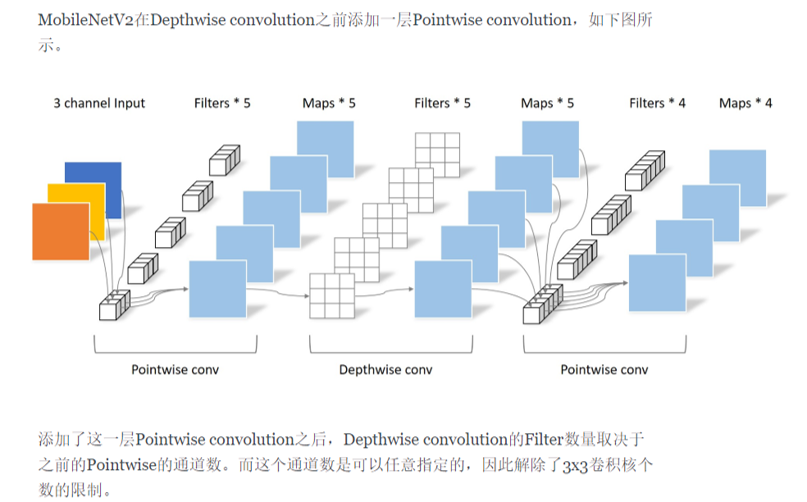 MobileNetV2在Depthwise convolution之前添加一层Pointwise convolution，如下图所
示。
3 channel Input Filters * 5 Maps * 5 Filters * 5 Maps * 5 Filters * 4 Maps * 4
Pointwise conv Depthwise conv Pointwise conv
添加了这一层Pointwise convolution之后，Depthwise convolution的Filter数量取决于
之前的Pointwise的通道数。而这个通道数是可以任意指定的，因此解除了3x3卷积核个
数的限制。